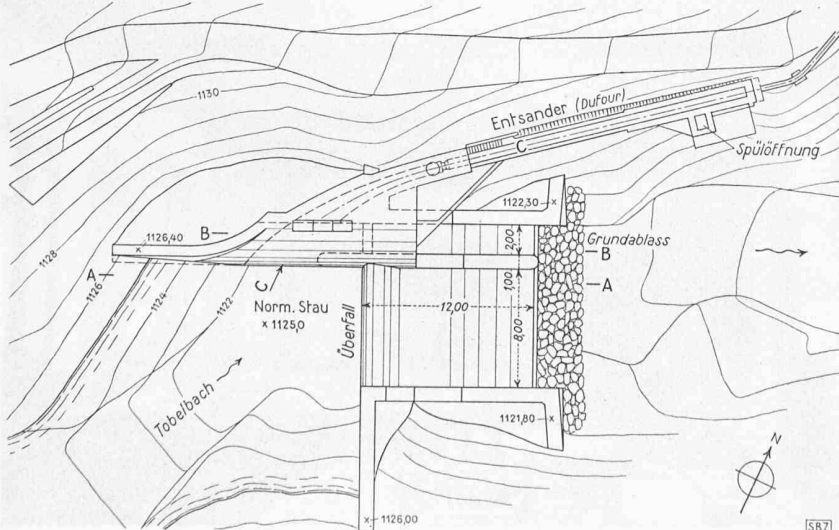 1130
Entsander (Dufour)
C
Spülöffnung
1122,30 x
B
x 1126,40
Grundablass
2,00
B
1128
A
1126
1124
1122
C
1,00
A
Norm. Stau
x 1125,0
12,00
8,00
Überfall
Tobelbach
1121,80 x
N
x 1126,00
SBZ